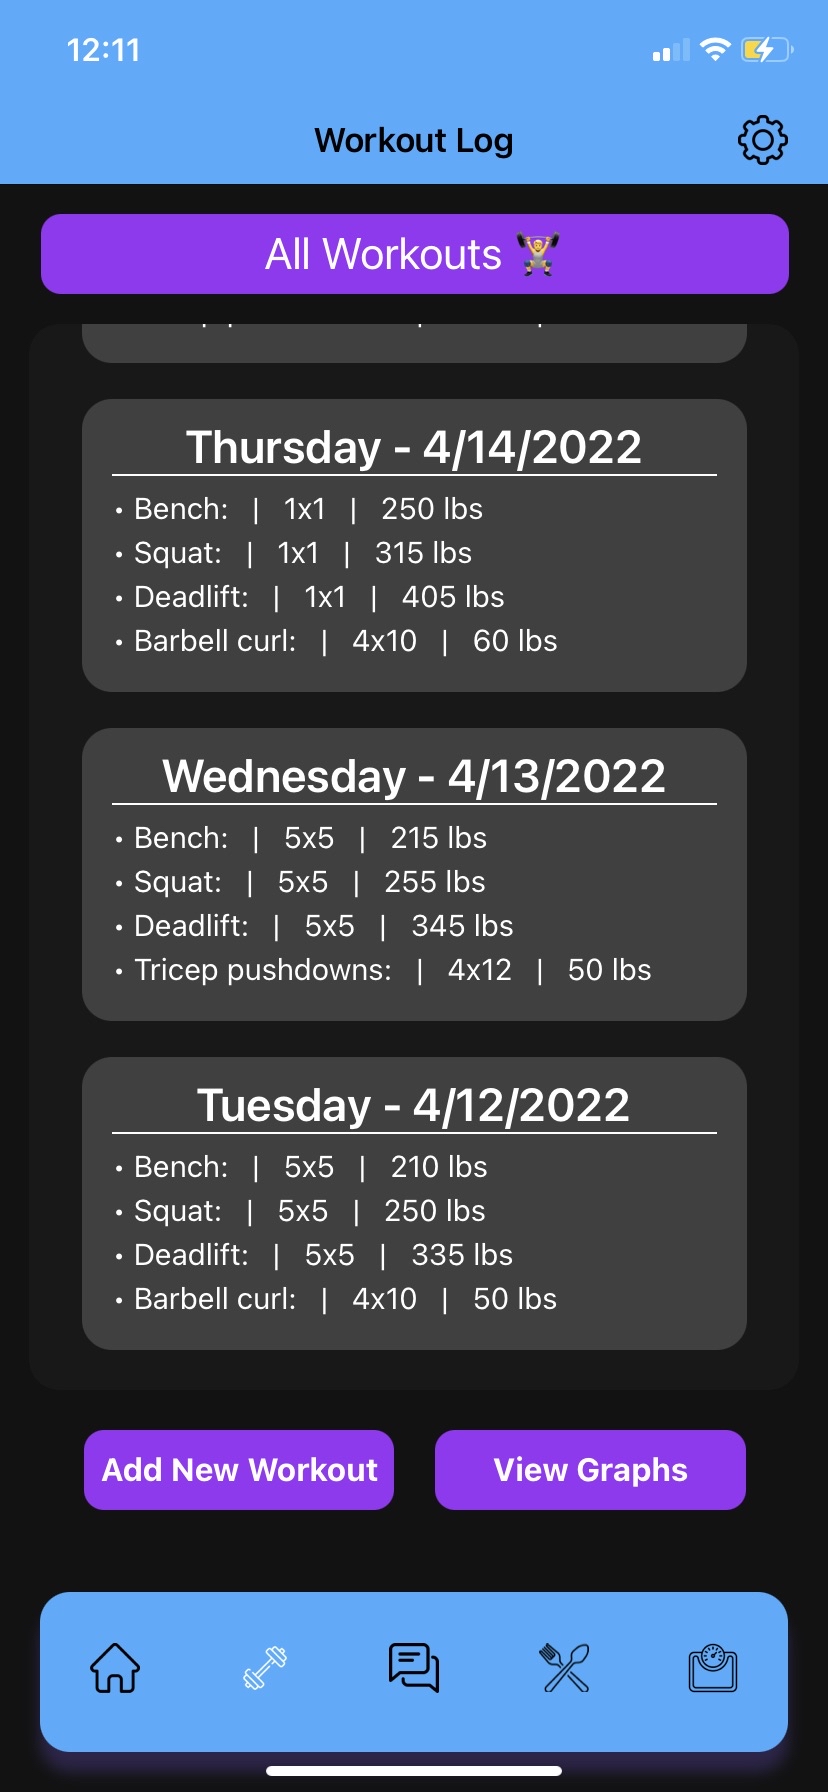 12:11
Workout Log
All Workouts 🏋️
Thursday - 4/14/2022
• Bench: | 1x1 | 250 lbs
• Squat: | 1x1 | 315 lbs
• Deadlift: | 1x1 | 405 lbs
• Barbell curl: | 4x10 | 60 lbs
Wednesday - 4/13/2022
• Bench: | 5x5 | 215 lbs
• Squat: | 5x5 | 255 lbs
• Deadlift: | 5x5 | 345 lbs
• Tricep pushdowns: | 4x12 | 50 lbs
Tuesday - 4/12/2022
• Bench: | 5x5 | 210 lbs
• Squat: | 5x5 | 250 lbs
• Deadlift: | 5x5 | 335 lbs
• Barbell curl: | 4x10 | 50 lbs
Add New Workout
View Graphs